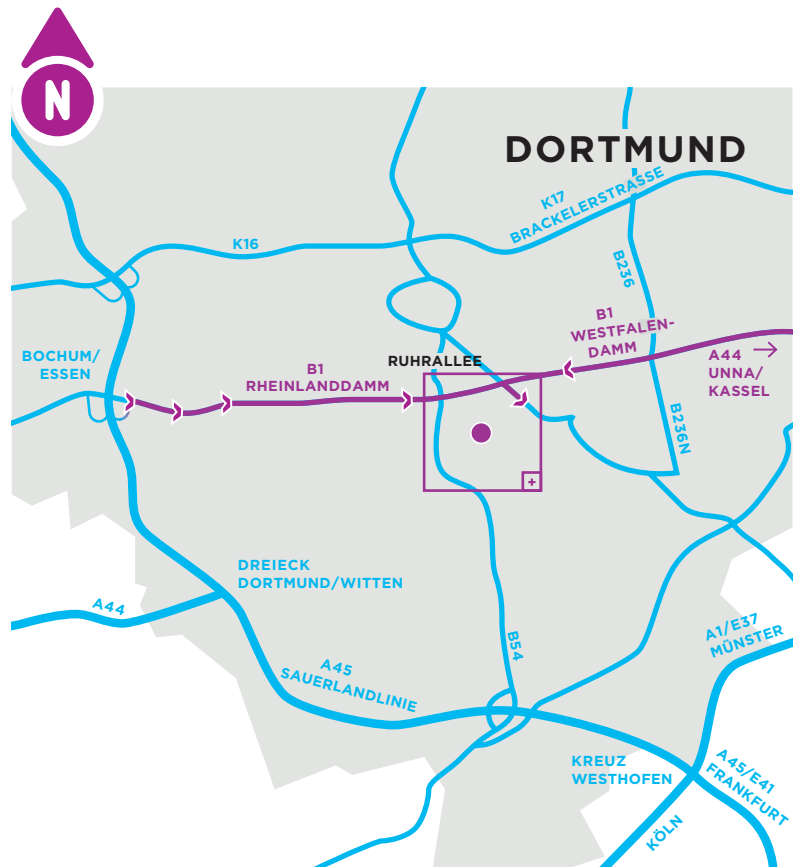 N
DORTMUND
K17
BRACKELERSTRASSE
K16
B236
B1
WESTFALEN-
DAMM
BOCHUM/
ESSEN
RUHRALLEE
B1
RHEINLANDDAMM
A44 →
UNNA/
KASSEL
B236N
+
DREIECK
DORTMUND/WITTEN
A44
A1/E37
MÜNSTER
B54
A45
SAUERLANDLINIE
KREUZ
WESTHOFEN
A45/E41
FRANKFURT
KÖLN